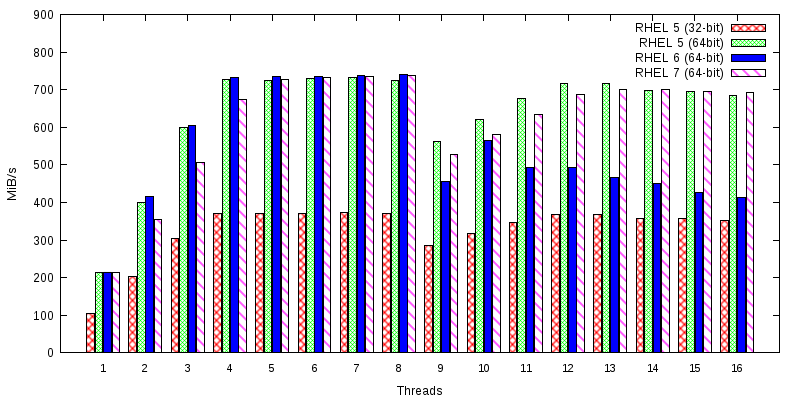 900
800
700
600
500
400
300
200
100
0
MiB/s
RHEL 5 (32-bit)
RHEL 5 (64bit)
RHEL 6 (64-bit)
RHEL 7 (64-bit)
1 2 3 4 5 6 7 8 9 10 11 12 13 14 15 16
Threads